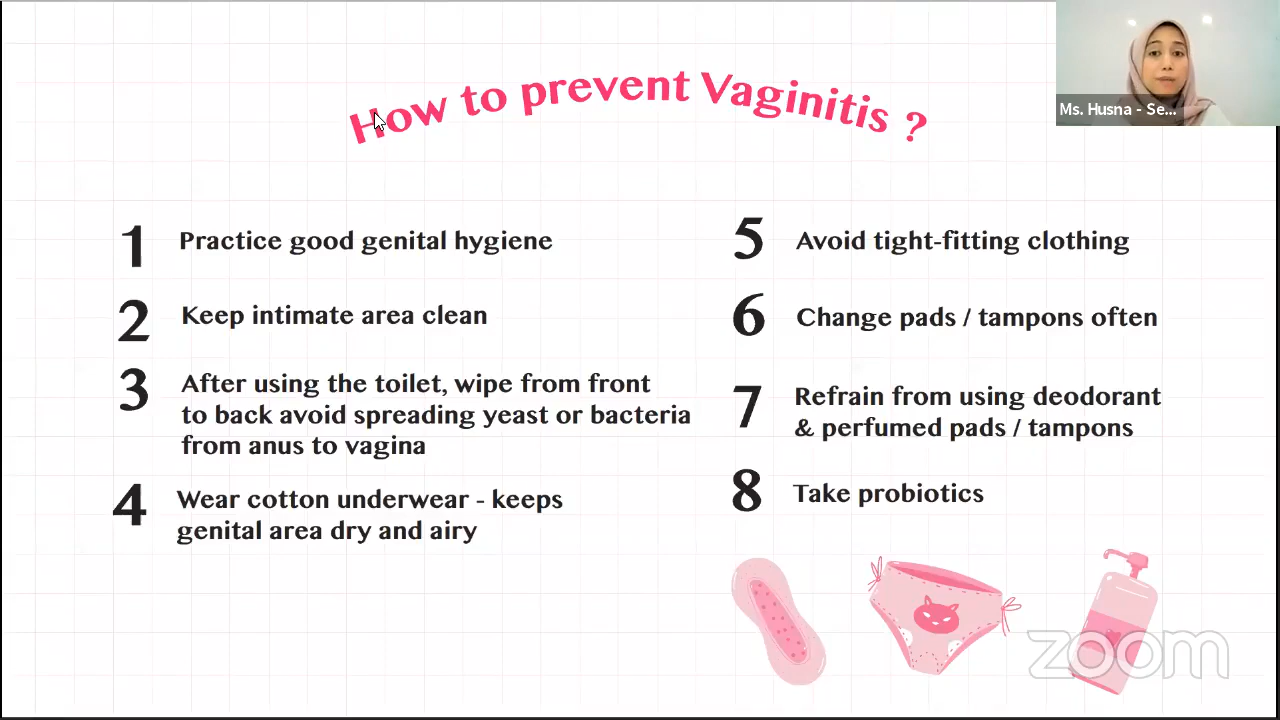 How to prevent Vaginitis ?
Ms. Husna - Se...
1 Practice good genital hygiene
2 Keep intimate area clean
3 After using the toilet, wipe from front
to back avoid spreading yeast or bacteria
from anus to vagina
4 Wear cotton underwear - keeps
genital area dry and airy
5 Avoid tight-fitting clothing
6 Change pads / tampons often
7 Refrain from using deodorant
& perfumed pads / tampons
8 Take probiotics
zoom